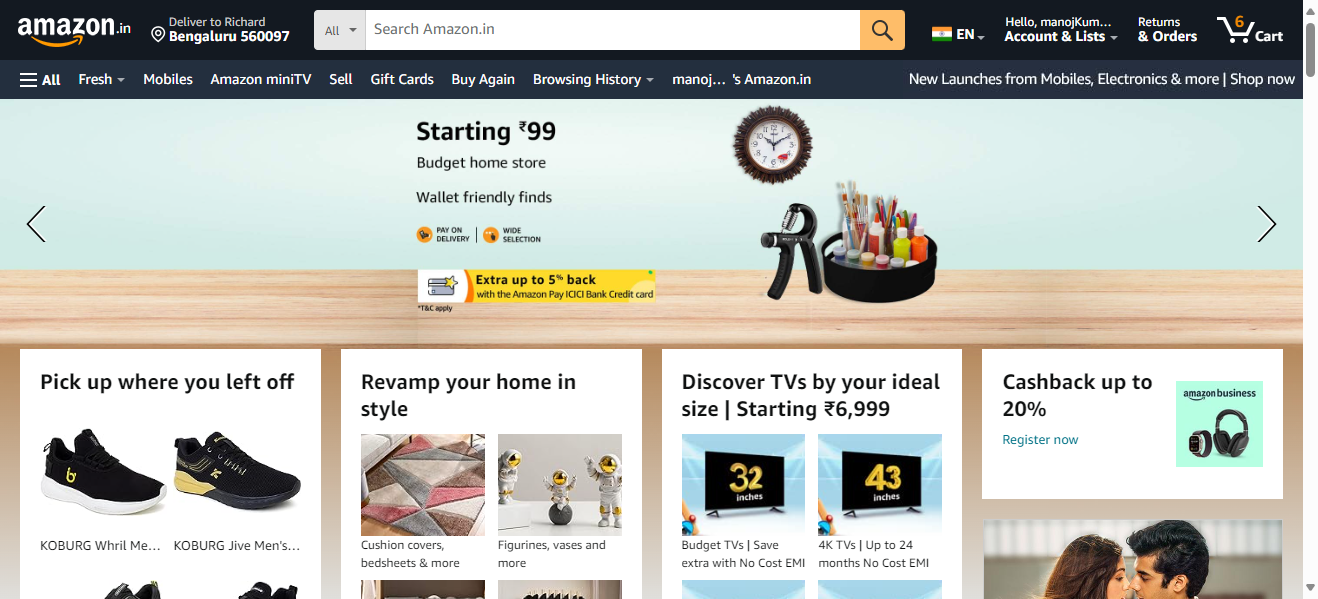 amazon.in
Deliver to Richard
Bengaluru 560097
All
Search Amazon.in
EN
Hello, manojKum...
Account & Lists
Returns
& Orders
6
Cart
All
Fresh
Mobiles
Amazon miniTV
Sell
Gift Cards
Buy Again
Browsing History
manoj... 's Amazon.in
New Launches from Mobiles, Electronics & more | Shop now
Starting ₹99
Budget home store
Wallet friendly finds
PAY ON
DELIVERY
WIDE
SELECTION
Extra up to 5% back
with the Amazon Pay ICICI Bank Credit card
*T&C apply
Pick up where you left off
KOBURG Whril Me...
KOBURG Jive Men's...
Revamp your home in
style
Cushion covers,
bedsheets & more
Figurines, vases and
more
Discover TVs by your ideal
size | Starting ₹6,999
32
inches
43
inches
Budget TVs | Save
extra with No Cost EMI
4K TVs | Up to 24
months No Cost EMI
Cashback up to
20%
Register now
amazon business